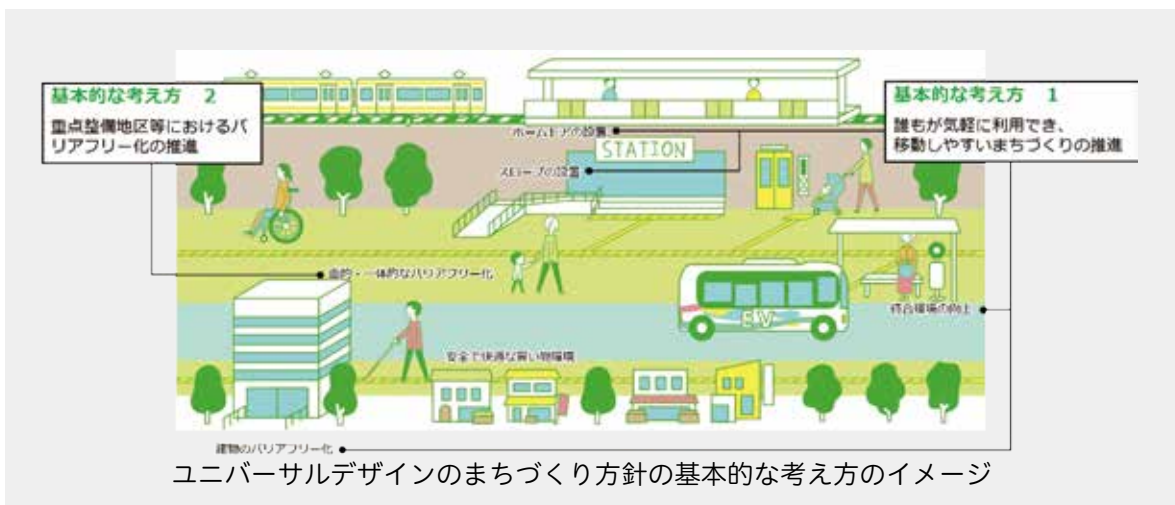 基本的な考え方 2
重点整備地区等におけるバ
リアフリー化の推進
基本的な考え方 1
誰もが気軽に利用でき、
移動しやすいまちづくりの推進
ホームドアの設置
STATION
スロープの設置
面的・一体的なバリアフリー化
EV
待合環境の向上
安全で快適な買い物環境
建物のバリアフリー化
ユニバーサルデザインのまちづくり方針の基本的な考え方のイメージ